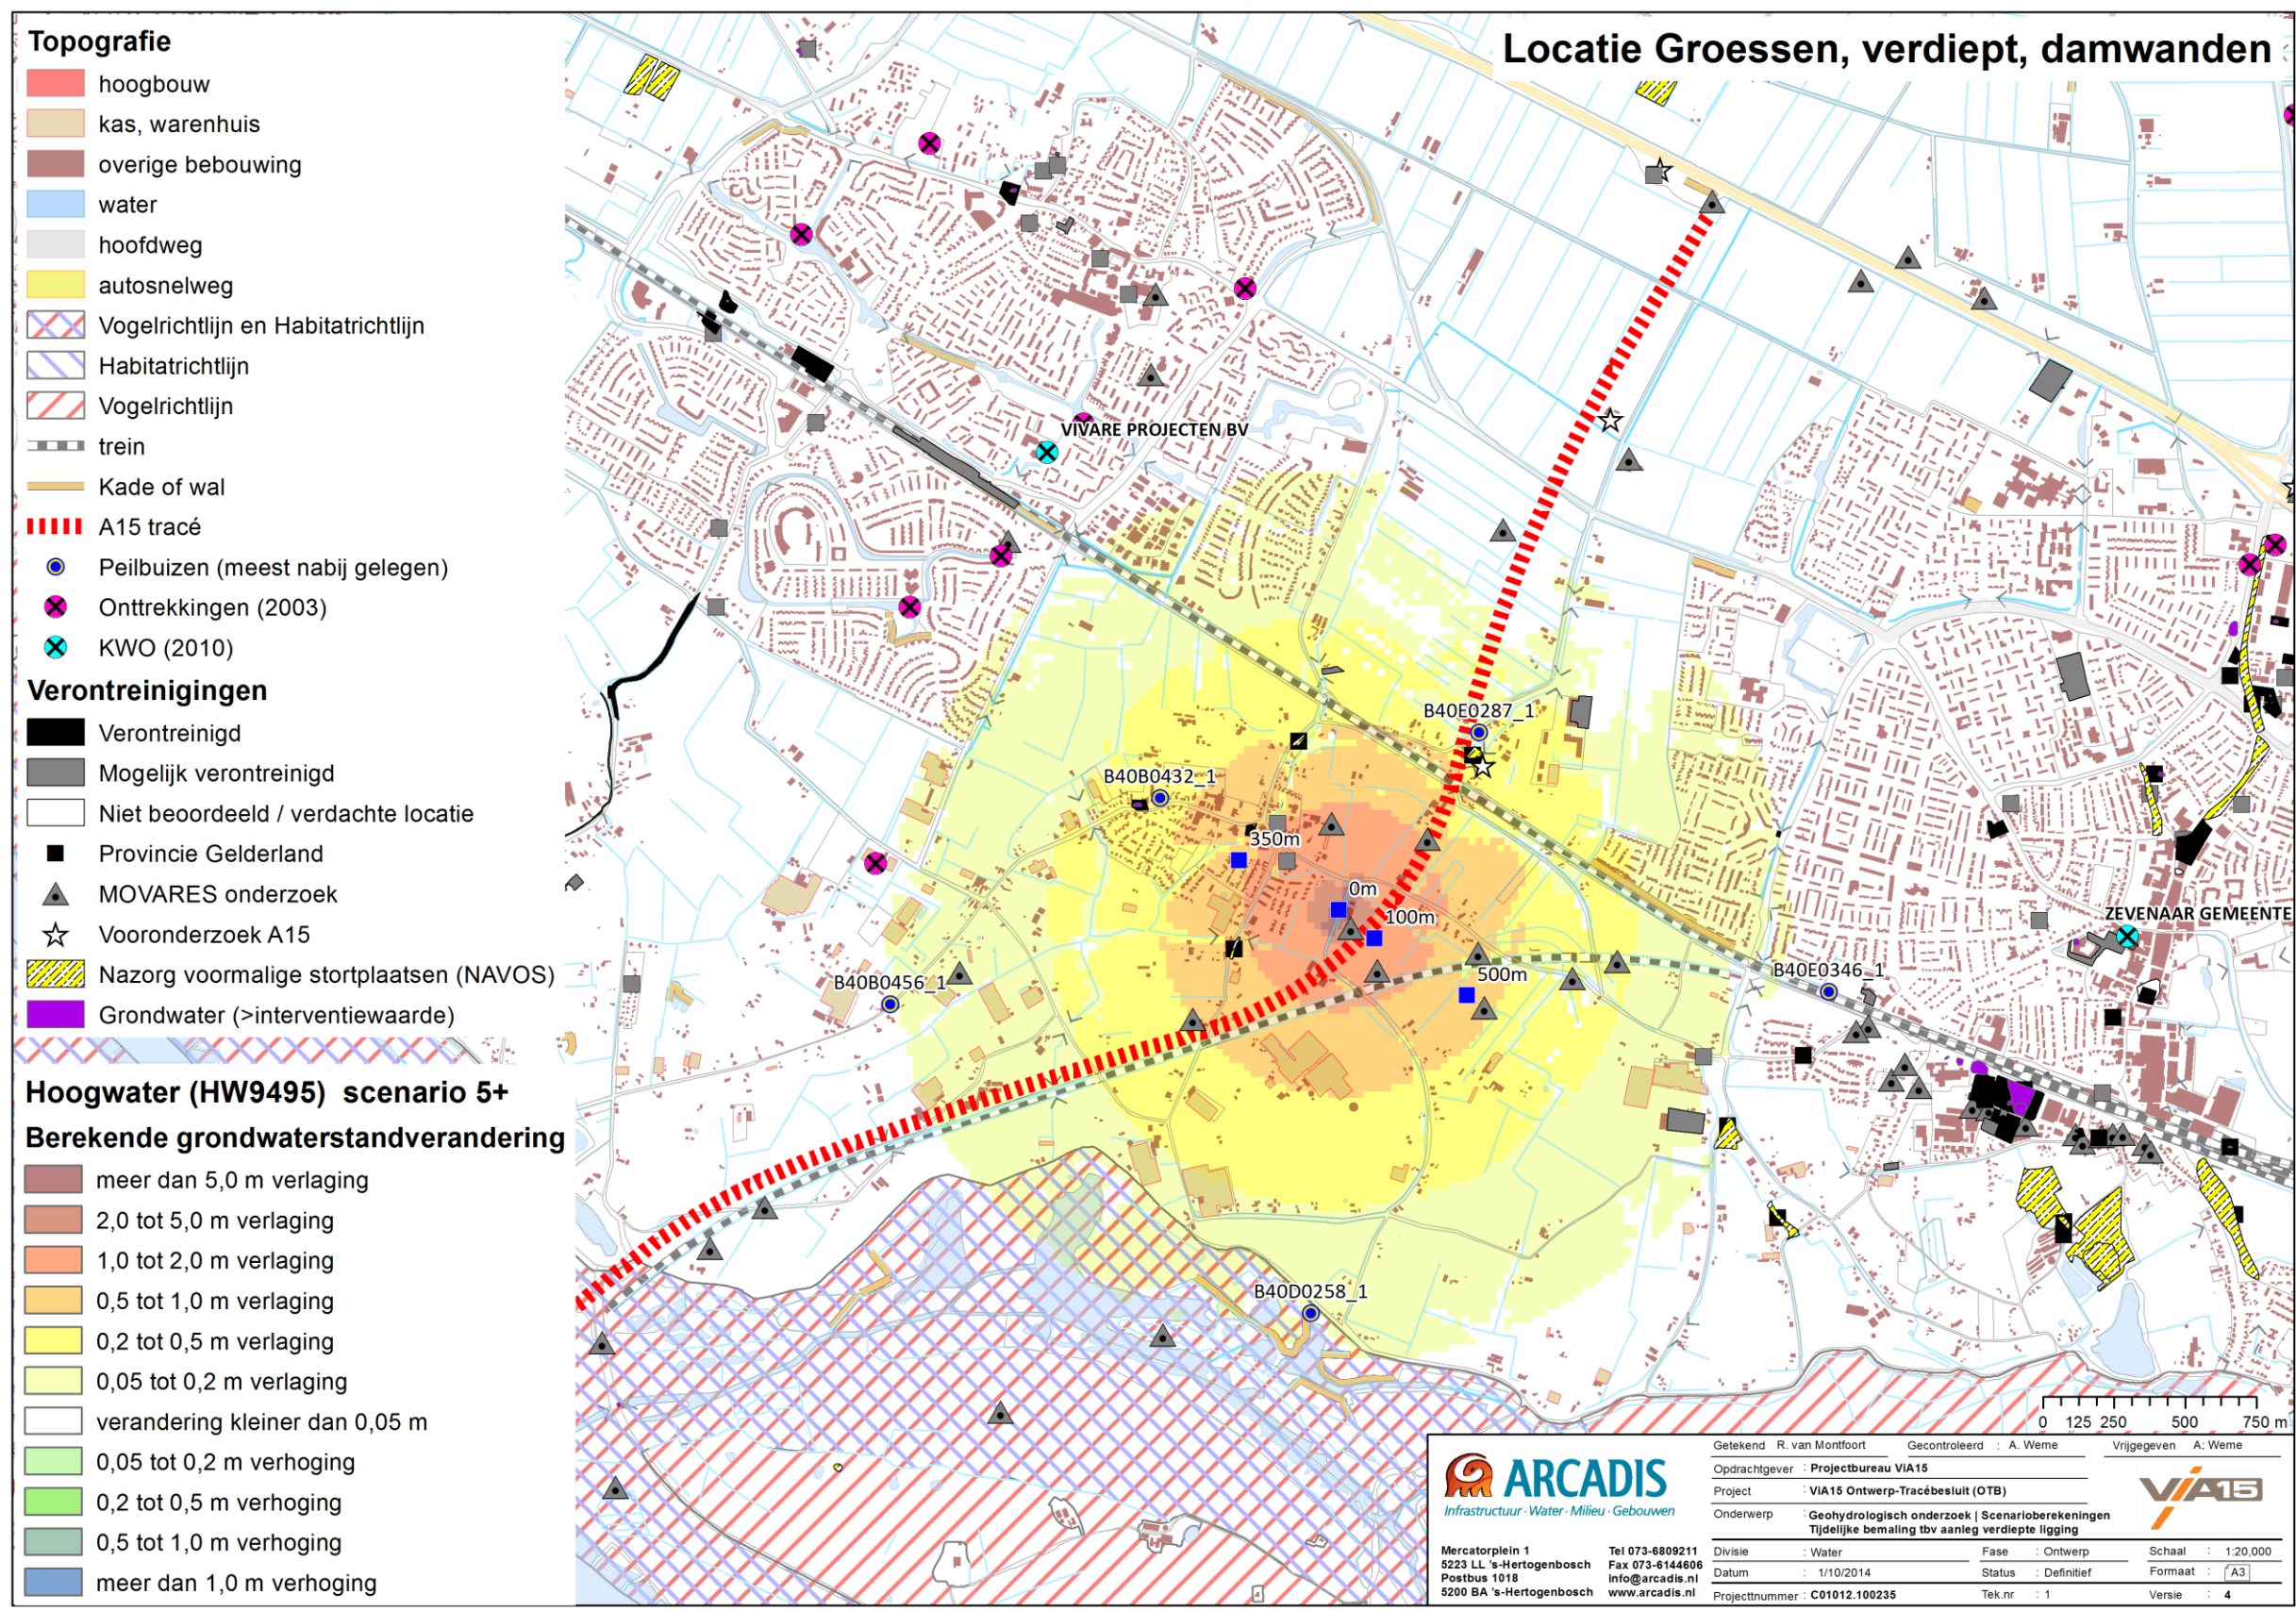 Locatie Groessen, verdiept, damwanden
Topografie
hoogbouw
kas, warenhuis
overige bebouwing
water
hoofdweg
autosnelweg
Vogelrichtlijn en Habitatrichtlijn
Habitatrichtlijn
Vogelrichtlijn
trein
Kade of wal
A15 tracé
Peilbuizen (meest nabij gelegen)
Onttrekkingen (2003)
KWO (2010)
Verontreinigingen
Verontreinigd
Mogelijk verontreinigd
Niet beoordeeld / verdachte locatie
Provincie Gelderland
MOVARES onderzoek
Vooronderzoek A15
Nazorg voormalige stortplaatsen (NAVOS)
Grondwater (>interventiewaarde)
Hoogwater (HW9495) scenario 5+
Berekende grondwaterstandverandering
meer dan 5,0 m verlaging
2,0 tot 5,0 m verlaging
1,0 tot 2,0 m verlaging
0,5 tot 1,0 m verlaging
0,2 tot 0,5 m verlaging
0,05 tot 0,2 m verlaging
verandering kleiner dan 0,05 m
0,05 tot 0,2 m verhoging
0,2 tot 0,5 m verhoging
0,5 tot 1,0 m verhoging
meer dan 1,0 m verhoging
VIVARE PROJECTEN BV
B40E0287_1
B40B0432_1
350m
0m
100m
ZEVENAAR GEMEENTE
500m
B40E0346_1
B40B0456_1
B40D0258_1
0 125 250 500 750 m
ARCADIS
Infrastructuur · Water · Milieu · Gebouwen
Mercatorplein 1 Tel 073-6809211
5223 LL 's-Hertogenbosch Fax 073-6144606
Postbus 1018 info@arcadis.nl
5200 BA 's-Hertogenbosch www.arcadis.nl
Getekend R. van Montfoort Gecontroleerd : A. Weme Vrijgegeven A: Weme
Opdrachtgever : Projectbureau ViA15
Project : ViA15 Ontwerp-Tracébesluit (OTB)
Onderwerp : Geohydrologisch onderzoek | Scenarioberekeningen
Tijdelijke bemaling tbv aanleg verdiepte ligging
ViA15
Divisie : Water Fase : Ontwerp Schaal : 1:20,000
Datum : 1/10/2014 Status : Definitief Formaat : A3
Projectnummer : C01012.100235 Tek.nr : 1 Versie : 4